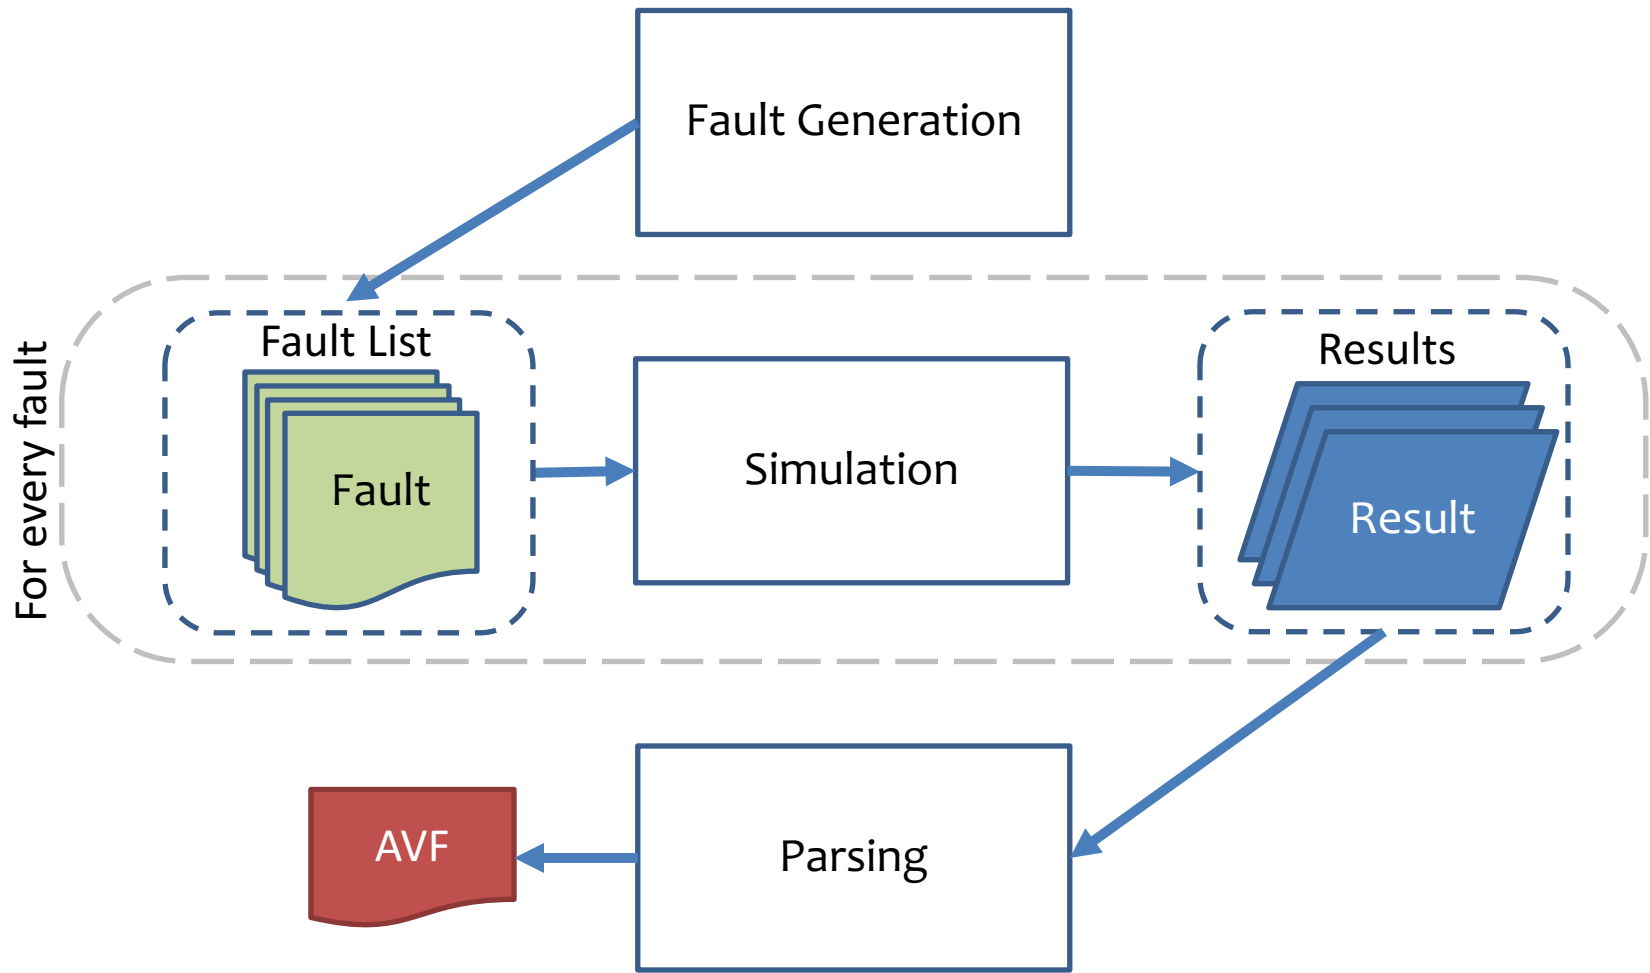 Fault Generation
For every fault
Fault List
Fault
Simulation
Results
Result
AVF
Parsing